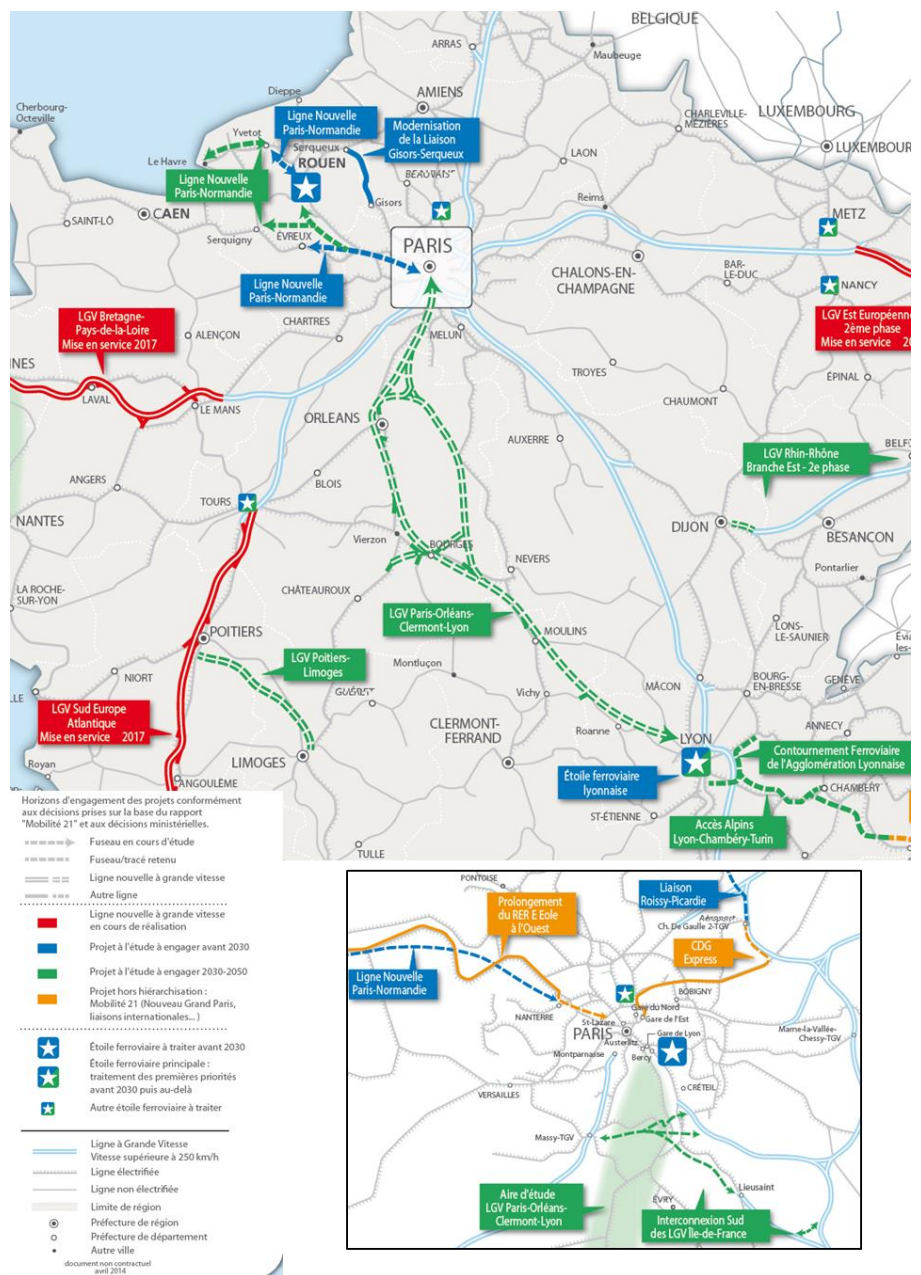 BELGIQUE
ARRAS
Maubeuge
Cherbourg-
Octeville
Dieppe
AMIENS
LUXEMBOURG
CHARLEVILLE-
MÉZIÈRES
Ligne Nouvelle
Paris-Normandie
Modernisation
de la Liaison
Gisors-Serqueux
Yvetot
Serqueux
ROUEN
LAON
Le Havre
BEAUVAIS
Ligne Nouvelle
Paris-Normandie
Gisors
Reims
CAEN
SAINT-LÔ
METZ
Serquigny
ÉVREUX
PARIS
CHALONS-EN-
CHAMPAGNE
BAR-
LE-DUC
NANCY
Ligne Nouvelle
Paris-Normandie
LGV Bretagne-
Pays-de-la-Loire
Mise en service 2017
ALENÇON
CHARTRES
MELUN
LGV Est Européenne
2ème phase
Mise en service
TROYES
ÉPINAL
LAVAL
LE MANS
CHAUMONT
ORLEANS
AUXERRE
LGV Rhin-Rhône
Branche Est - 2e phase
ANGERS
BLOIS
TOURS
NANTES
DIJON
BESANCON
Vierzon
BOURGES
NEVERS
Pontarlier
LA ROCHE-
SUR-YON
CHÂTEAUROUX
LGV Paris-Orléans-
Clermont-Lyon
LONS-
LE-SAUNIER
POITIERS
MOULINS
LGV Poitiers-
Limoges
Montluçon
MÂCON
BOURG-
EN-BRESSE
GENÈVE
NIORT
GUÉRET
Vichy
LGV Sud Europe
Atlantique
Mise en service 2017
CLERMONT-
FERRAND
Roanne
ANNECY
LYON
Royan
LIMOGES
Étoile ferroviaire
lyonnaise
Contournement Ferroviaire
de l'Agglomération Lyonnaise
ANGOULÊME
CHAMBÉRY
ST-ÉTIENNE
Accès Alpins
Lyon-Chambéry-Turin
TULLE
Horizons d'engagement des projets conformément
aux décisions prises sur la base du rapport
"Mobilité 21" et aux décisions ministérielles.
Fuseau en cours d'étude
Fuseau/tracé retenu
Ligne nouvelle à grande vitesse
Autre ligne
Ligne nouvelle à grande vitesse
en cours de réalisation
Projet à l'étude à engager avant 2030
Projet à l'étude à engager 2030-2050
Projet hors hiérarchisation :
Mobilité 21 (Nouveau Grand Paris,
liaisons internationales... )
Étoile ferroviaire à traiter avant 2030
Étoile ferroviaire principale :
traitement des premières priorités
avant 2030 puis au-delà
Autre étoile ferroviaire à traiter
Ligne à Grande Vitesse
Vitesse supérieure à 250 km/h
Ligne électrifiée
Ligne non électrifiée
Limite de région
Préfecture de région
Préfecture de département
Autre ville
document non contractuel
avril 2014
PONTOISE
Prolongement
du RER E Eole
à l'Ouest
Liaison
Roissy-Picardie
Aéroport
Ch. De Gaulle 2-TGV
CDG
Express
Ligne Nouvelle
Paris-Normandie
NANTERRE
BOBIGNY
Gare du Nord
Gare de l'Est
St-Lazare
PARIS
Austerlitz
Gare de Lyon
Bercy
Montparnasse
Marne-la-Vallée-
Chessy-TGV
VERSAILLES
CRÉTEIL
Massy-TGV
Aire d'étude
LGV Paris-Orléans-
Clermont-Lyon
ÉVRY
Lieusaint
Interconnexion Sud
des LGV Île-de-France